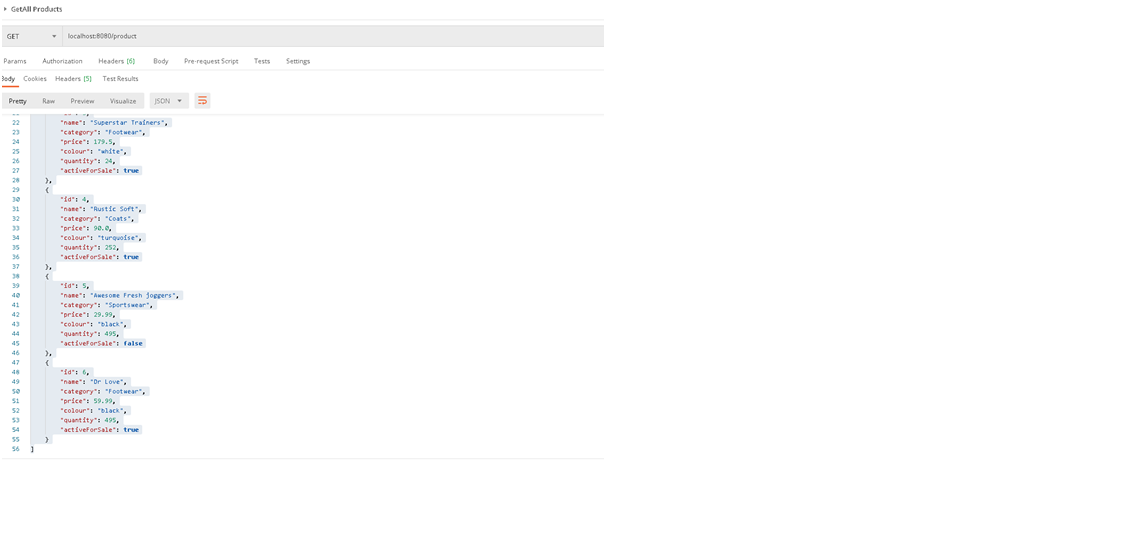 GetAll Products
GET localhost:8080/product
Params Authorization Headers (6) Body Pre-request Script Tests Settings
Body Cookies Headers (5) Test Results
Pretty Raw Preview Visualize JSON
22 "name": "Superstar Trainers",
23 "category": "Footwear",
24 "price": 179.5,
25 "colour": "white",
26 "quantity": 24,
27 "activeForSale": true
28 },
29 {
30 "id": 4,
31 "name": "Rustic Soft",
32 "category": "Coats",
33 "price": 90.0,
34 "colour": "turquoise",
35 "quantity": 252,
36 "activeForSale": true
37 },
38 {
39 "id": 5,
40 "name": "Awesome Fresh joggers",
41 "category": "Sportswear",
42 "price": 29.99,
43 "colour": "black",
44 "quantity": 495,
45 "activeForSale": false
46 },
47 {
48 "id": 6,
49 "name": "Dr Love",
50 "category": "Footwear",
51 "price": 59.99,
52 "colour": "black",
53 "quantity": 495,
54 "activeForSale": true
55 }
56 ]